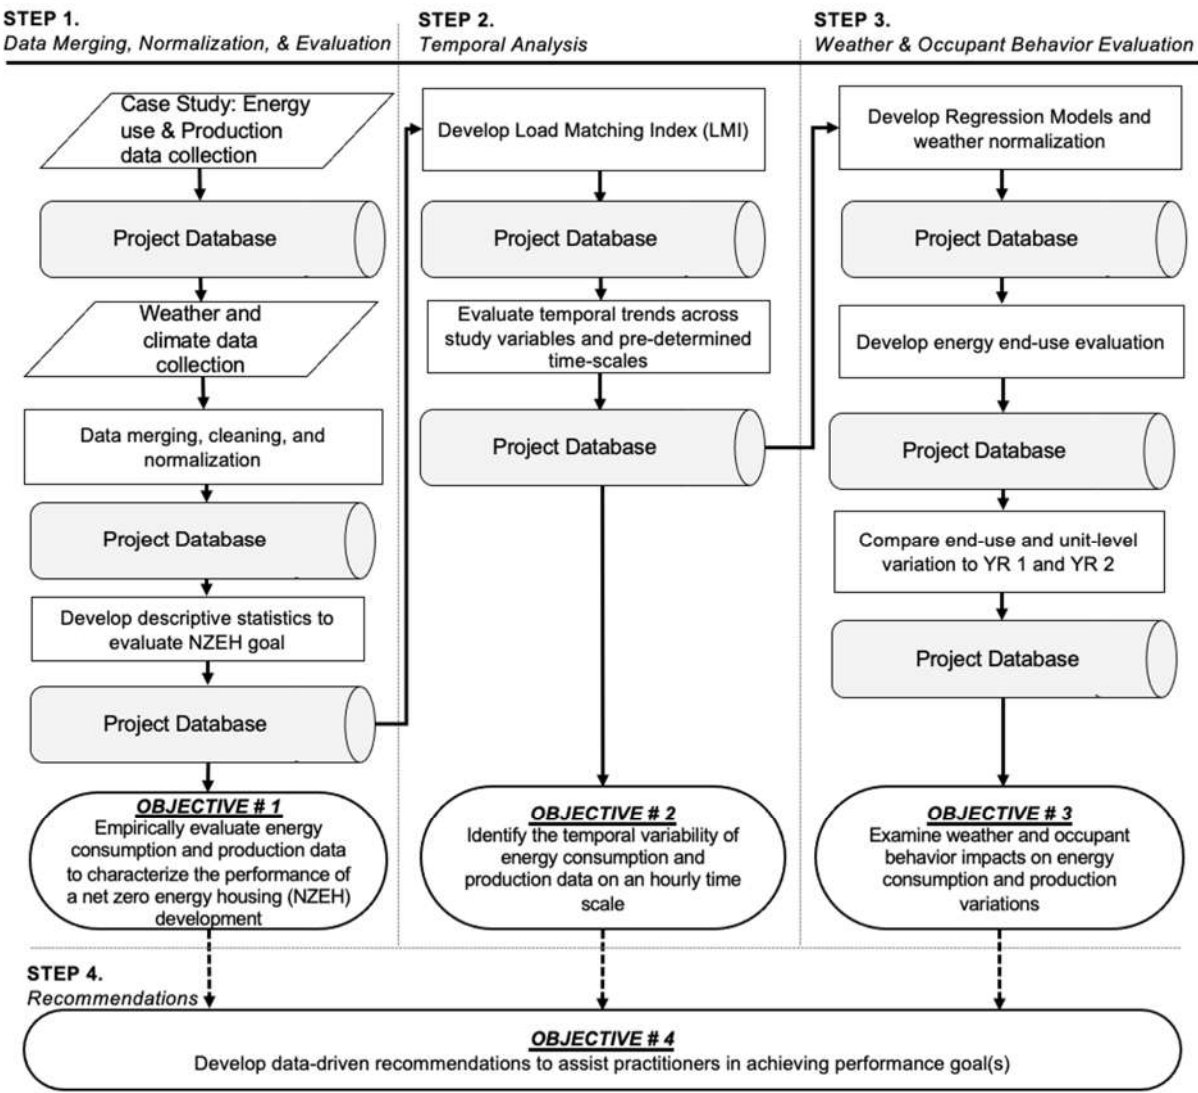 STEP 1.
Data Merging, Normalization, & Evaluation
Case Study: Energy
use & Production
data collection
Project Database
Weather and
climate data
collection
Data merging, cleaning, and
normalization
Project Database
Develop descriptive statistics to
evaluate NZEH goal
Project Database
OBJECTIVE # 1
Empirically evaluate energy
consumption and production data
to characterize the performance of
a net zero energy housing (NZEH)
development
STEP 2.
Temporal Analysis
Develop Load Matching Index (LMI)
Project Database
Evaluate temporal trends across
study variables and pre-determined
time-scales
Project Database
OBJECTIVE # 2
Identify the temporal variability of
energy consumption and
production data on an hourly time
scale
STEP 3.
Weather & Occupant Behavior Evaluation
Develop Regression Models and
weather normalization
Project Database
Develop energy end-use evaluation
Project Database
Compare end-use and unit-level
variation to YR 1 and YR 2
Project Database
OBJECTIVE # 3
Examine weather and occupant
behavior impacts on energy
consumption and production
variations
STEP 4.
Recommendations
OBJECTIVE # 4
Develop data-driven recommendations to assist practitioners in achieving performance goal(s)